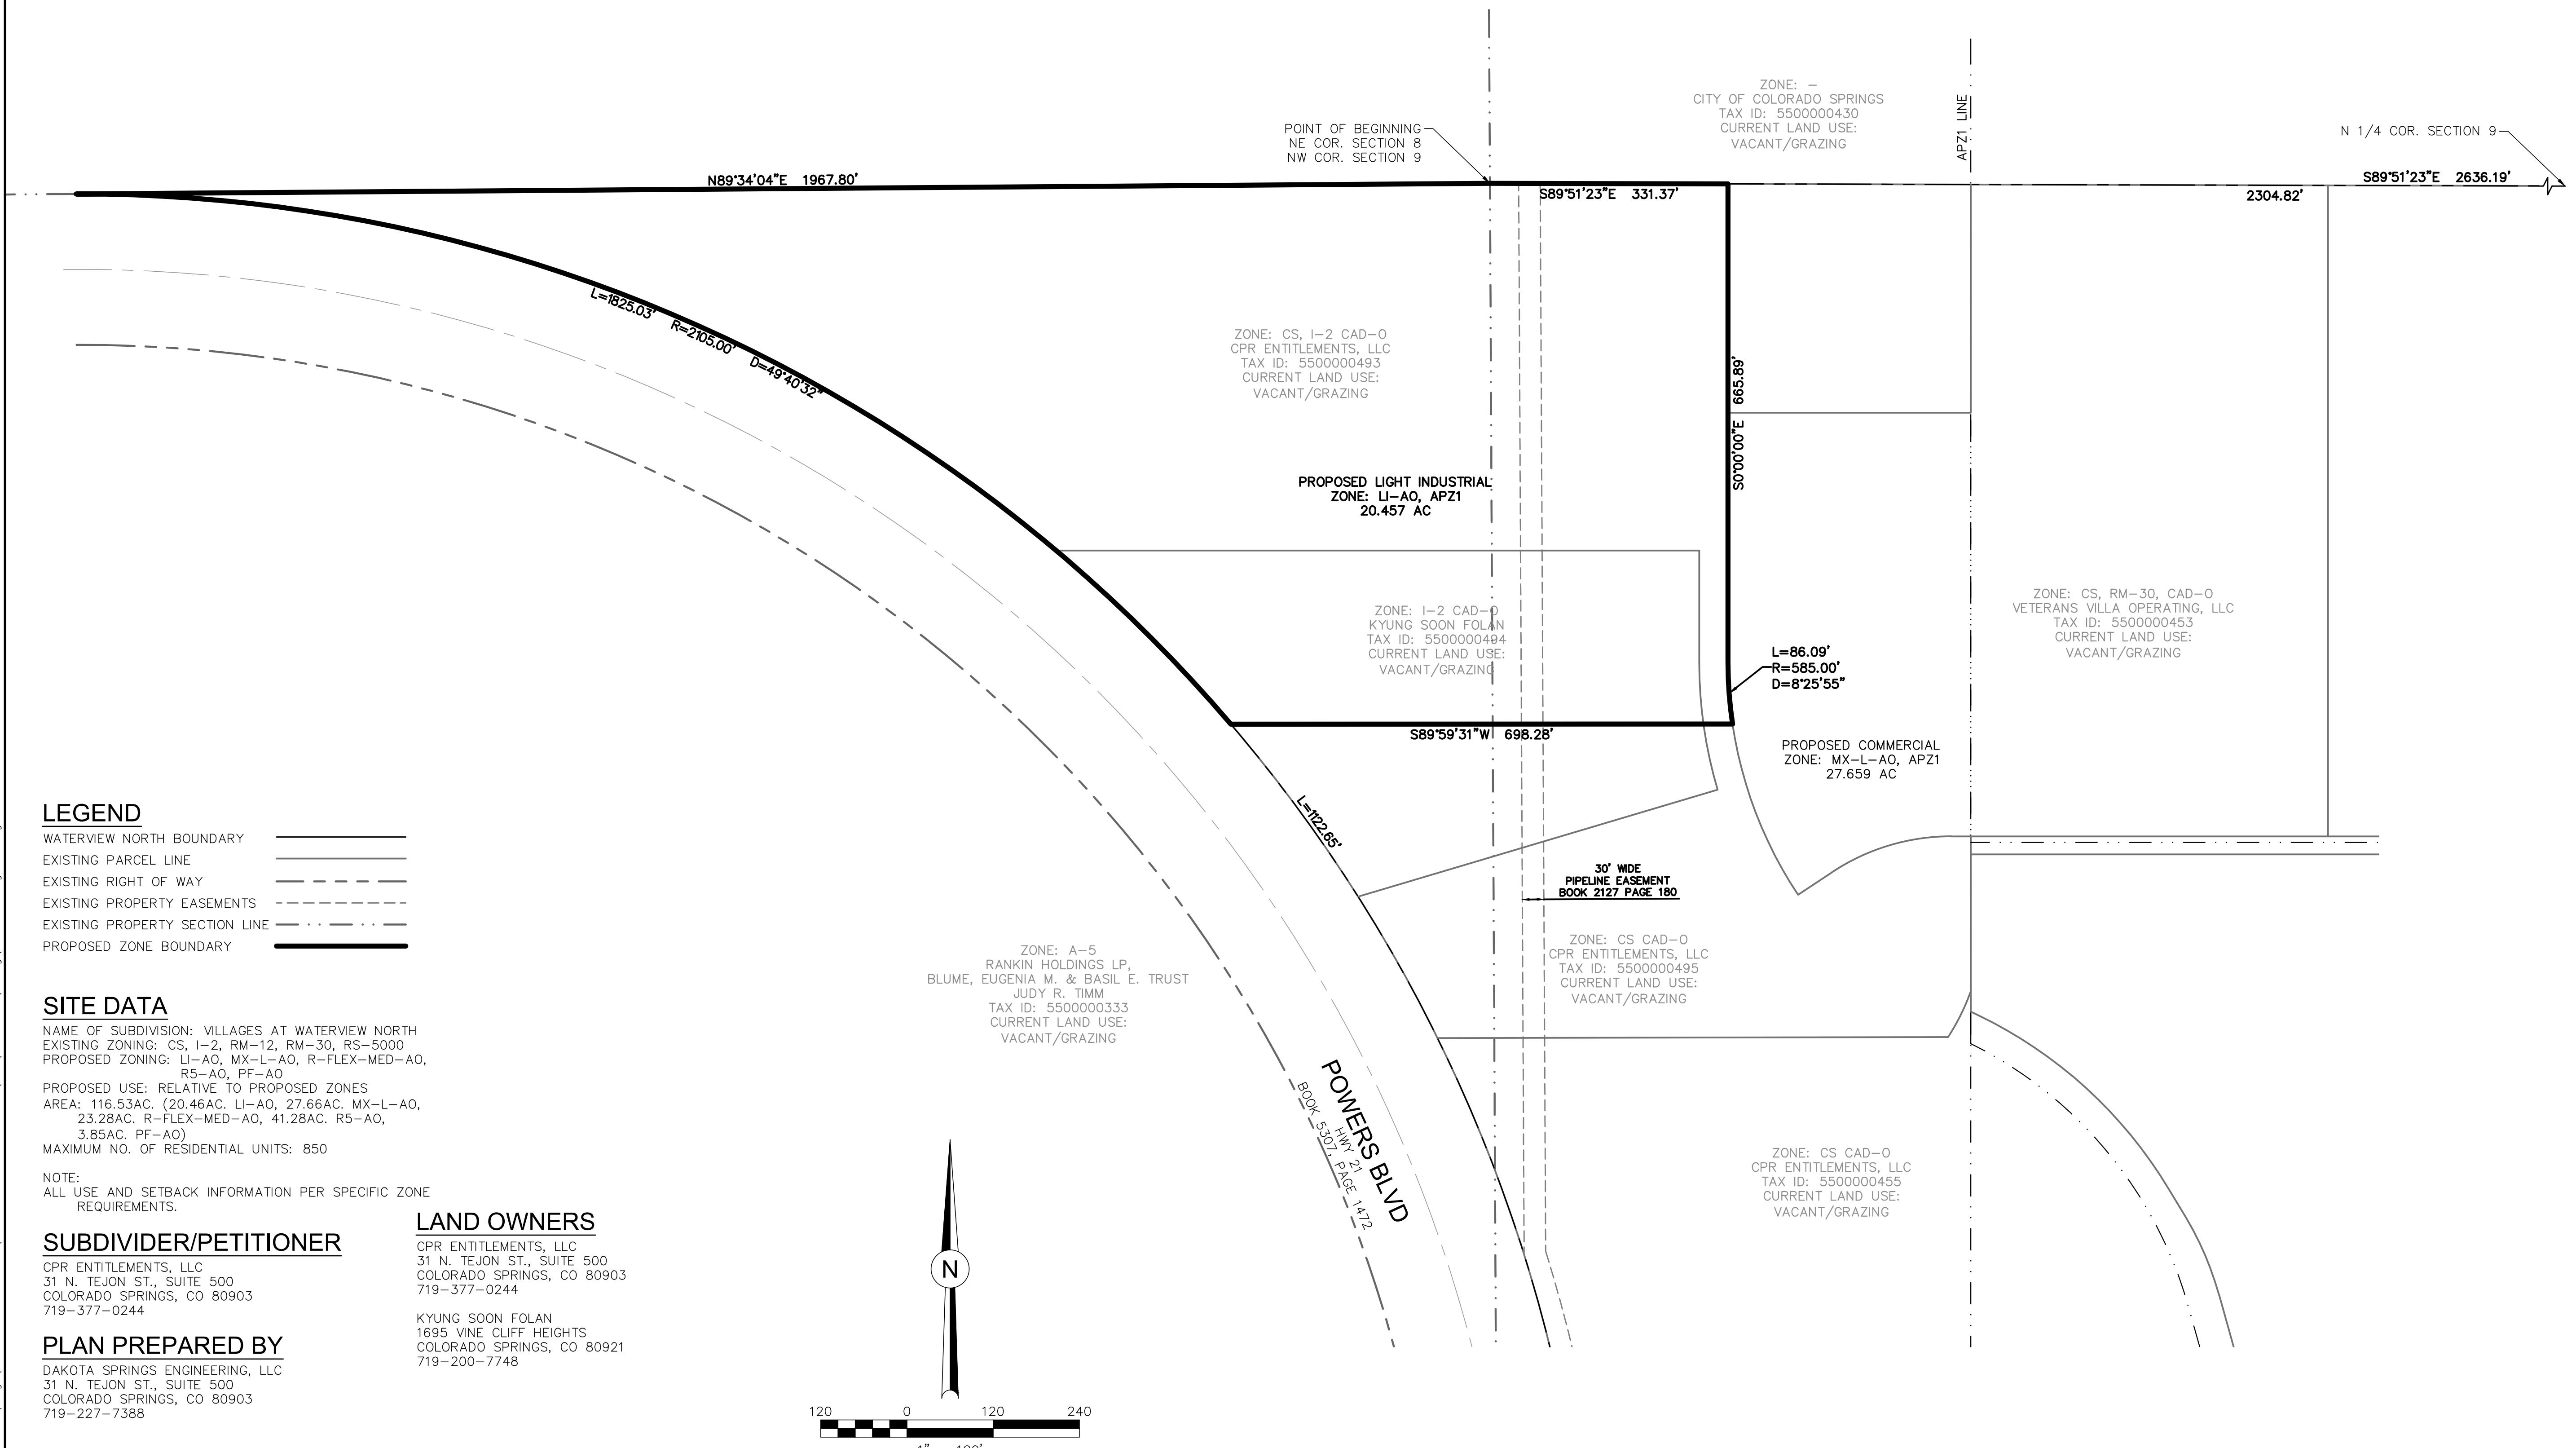 ZONE: –
CITY OF COLORADO SPRINGS
TAX ID: 5500000430
CURRENT LAND USE:
VACANT/GRAZING
APZ1 LINE
POINT OF BEGINNING
NE COR. SECTION 8
NW COR. SECTION 9
N 1/4 COR. SECTION 9
N89°34'04"E 1967.80'
S89°51'23"E 331.37'
S89°51'23"E 2636.19'
2304.82'
L=1825.03' R=2105.00' D=49°40'32"
ZONE: CS, I-2 CAD-O
CPR ENTITLEMENTS, LLC
TAX ID: 5500000493
CURRENT LAND USE:
VACANT/GRAZING
S0°00'00"E 665.89'
PROPOSED LIGHT INDUSTRIAL
ZONE: LI-AO, APZ1
20.457 AC
ZONE: I-2 CAD-O
KYUNG SOON FOLAN
TAX ID: 5500000494
CURRENT LAND USE:
VACANT/GRAZING
ZONE: CS, RM-30, CAD-O
VETERANS VILLA OPERATING, LLC
TAX ID: 5500000453
CURRENT LAND USE:
VACANT/GRAZING
L=86.09'
R=585.00'
D=8°25'55"
S89°59'31"W 698.28'
PROPOSED COMMERCIAL
ZONE: MX-L-AO, APZ1
27.659 AC
L=1122.65'
30' WIDE
PIPELINE EASEMENT
BOOK 2127 PAGE 180
ZONE: CS CAD-O
CPR ENTITLEMENTS, LLC
TAX ID: 5500000495
CURRENT LAND USE:
VACANT/GRAZING
ZONE: A-5
RANKIN HOLDINGS LP,
BLUME, EUGENIA M. & BASIL E. TRUST
JUDY R. TIMM
TAX ID: 5500000333
CURRENT LAND USE:
VACANT/GRAZING
POWERS BLVD
HWY 21
BOOK 5307, PAGE 1472
ZONE: CS CAD-O
CPR ENTITLEMENTS, LLC
TAX ID: 5500000455
CURRENT LAND USE:
VACANT/GRAZING
LEGEND
WATERVIEW NORTH BOUNDARY
EXISTING PARCEL LINE
EXISTING RIGHT OF WAY
EXISTING PROPERTY EASEMENTS
EXISTING PROPERTY SECTION LINE
PROPOSED ZONE BOUNDARY
SITE DATA
NAME OF SUBDIVISION: VILLAGES AT WATERVIEW NORTH
EXISTING ZONING: CS, I-2, RM-12, RM-30, RS-5000
PROPOSED ZONING: LI-AO, MX-L-AO, R-FLEX-MED-AO,
R5-AO, PF-AO
PROPOSED USE: RELATIVE TO PROPOSED ZONES
AREA: 116.53AC. (20.46AC. LI-AO, 27.66AC. MX-L-AO,
23.28AC. R-FLEX-MED-AO, 41.28AC. R5-AO,
3.85AC. PF-AO)
MAXIMUM NO. OF RESIDENTIAL UNITS: 850
NOTE:
ALL USE AND SETBACK INFORMATION PER SPECIFIC ZONE
REQUIREMENTS.
SUBDIVIDER/PETITIONER
CPR ENTITLEMENTS, LLC
31 N. TEJON ST., SUITE 500
COLORADO SPRINGS, CO 80903
719-377-0244
PLAN PREPARED BY
DAKOTA SPRINGS ENGINEERING, LLC
31 N. TEJON ST., SUITE 500
COLORADO SPRINGS, CO 80903
719-227-7388
LAND OWNERS
CPR ENTITLEMENTS, LLC
31 N. TEJON ST., SUITE 500
COLORADO SPRINGS, CO 80903
719-377-0244
KYUNG SOON FOLAN
1695 VINE CLIFF HEIGHTS
COLORADO SPRINGS, CO 80921
719-200-7748
N
120 0 120 240